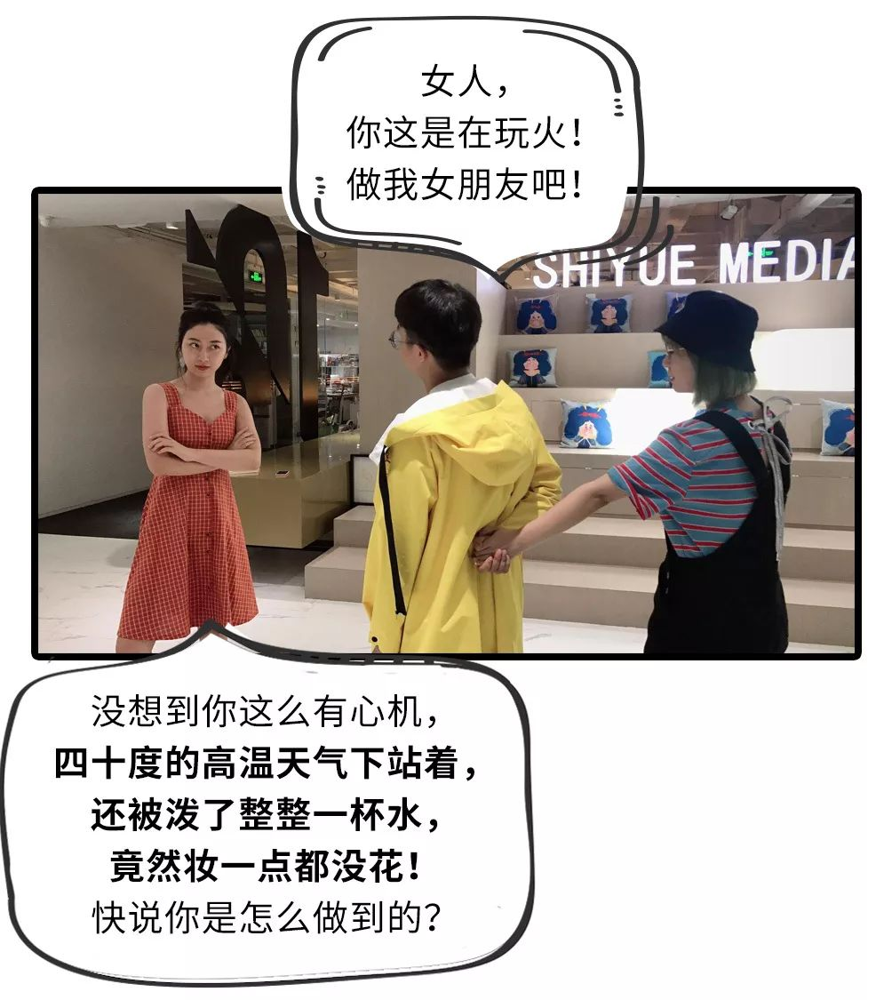 女人，
你这是在玩火！
做我女朋友吧！
SHIYUE MEDIA
没想到你这么有心机，
四十度的高温天气下站着，
还被泼了整整一杯水，
竟然妆一点都没花！
快说你是怎么做到的？